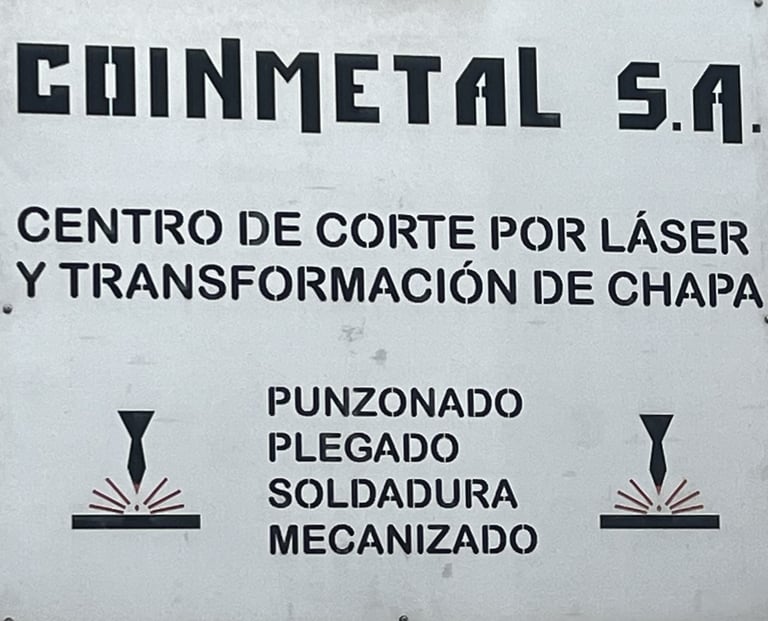 COINMETAL S.A.
CENTRO DE CORTE POR LÁSER
Y TRANSFORMACIÓN DE CHAPA
PUNZONADO
PLEGADO
SOLDADURA
MECANIZADO